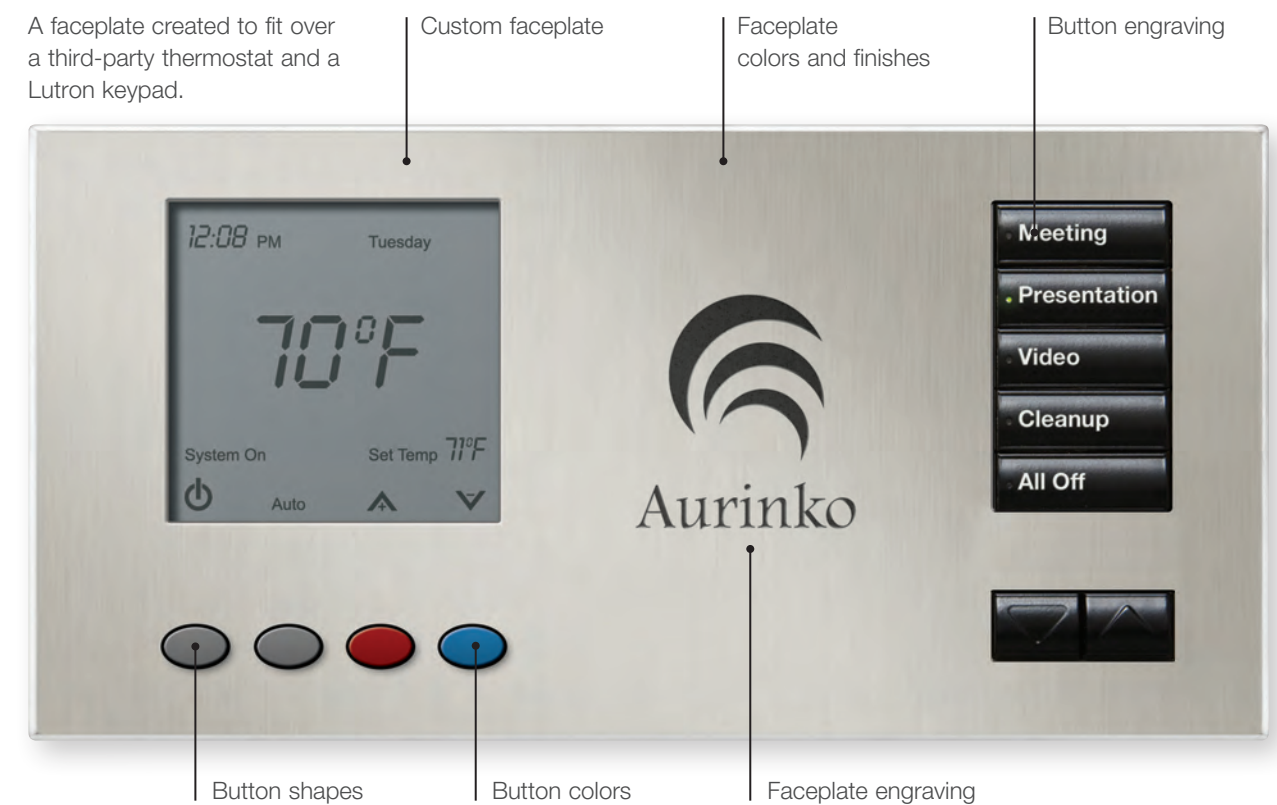 A faceplate created to fit over
a third-party thermostat and a
Lutron keypad.
Custom faceplate
Faceplate
colors and finishes
Button engraving
12:08 PM
Tuesday
70°F
System On
Set Temp 71°F
Auto
Aurinko
Meeting
Presentation
Video
Cleanup
All Off
Button shapes
Button colors
Faceplate engraving